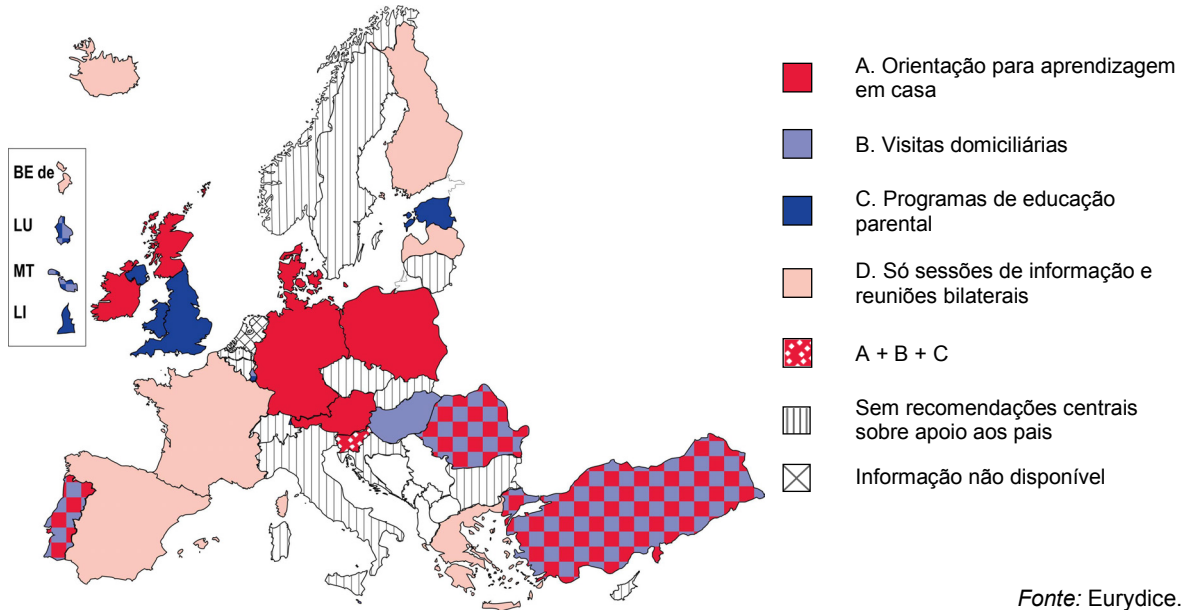 BE de
LU
MT
LI
A. Orientação para aprendizagem
em casa
B. Visitas domiciliárias
C. Programas de educação
parental
D. Só sessões de informação e
reuniões bilaterais
A + B + C
Sem recomendações centrais
sobre apoio aos pais
Informação não disponível
Fonte: Eurydice.